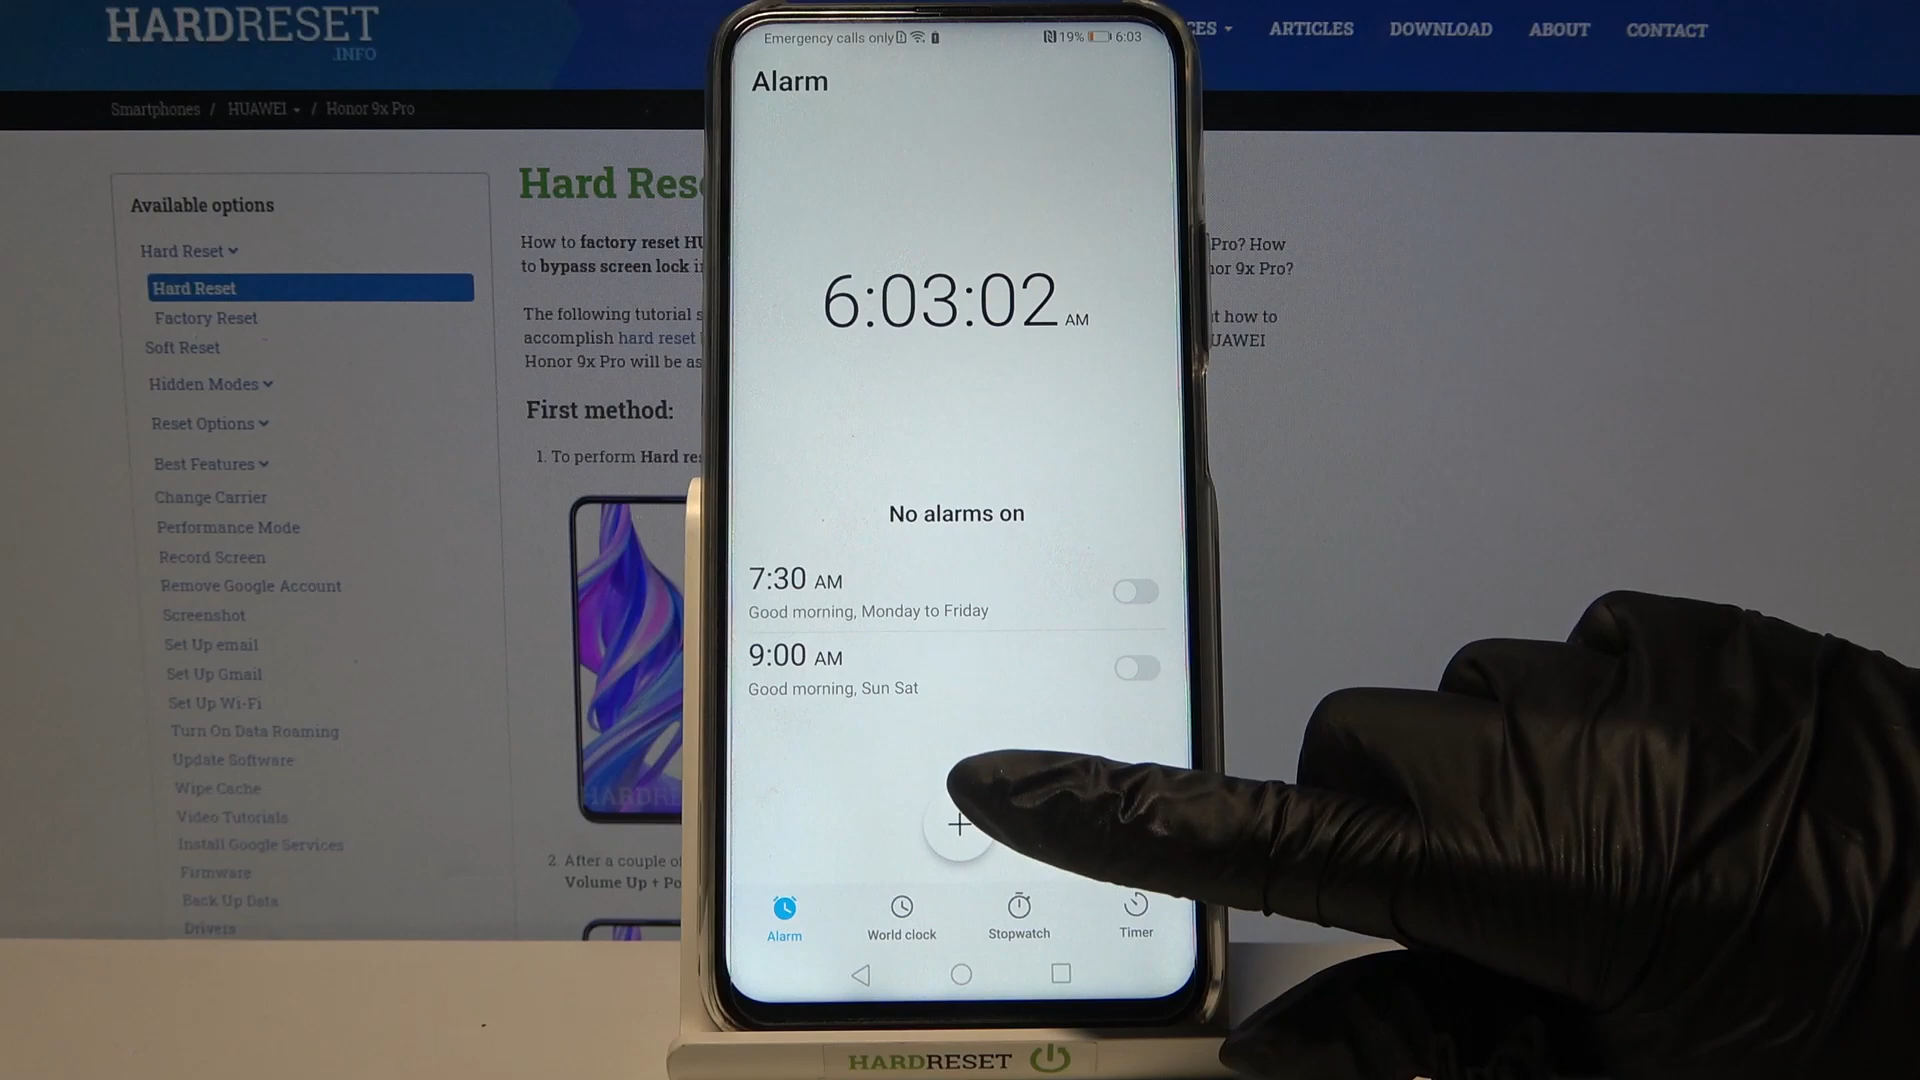 HARDRESET
.INFO
ARTICLES
DOWNLOAD
ABOUT
CONTACT
Smartphones / HUAWEI / Honor 9x Pro
Available options
Hard Reset
Hard Reset
Factory Reset
Soft Reset
Hidden Modes
Reset Options
Best Features
Change Carrier
Performance Mode
Record Screen
Remove Google Account
Screenshot
Set Up email
Set Up Gmail
Set Up Wi-Fi
Turn On Data Roaming
Update Software
Wipe Cache
Video Tutorials
Install Google Services
Firmware
Back Up Data
Drivers
Hard Res
How to factory reset HU
to bypass screen lock i
Pro? How
or 9x Pro?
The following tutorial s
accomplish hard reset
Honor 9x Pro will be as
t how to
UAWEI
First method:
1. To perform Hard re
HARDR
2. After a couple of
Volume Up + Po
Emergency calls only
19%
6:03
Alarm
6:03:02 AM
No alarms on
7:30 AM
Good morning, Monday to Friday
9:00 AM
Good morning, Sun Sat
+
Alarm
World clock
Stopwatch
Timer
HARDRESET